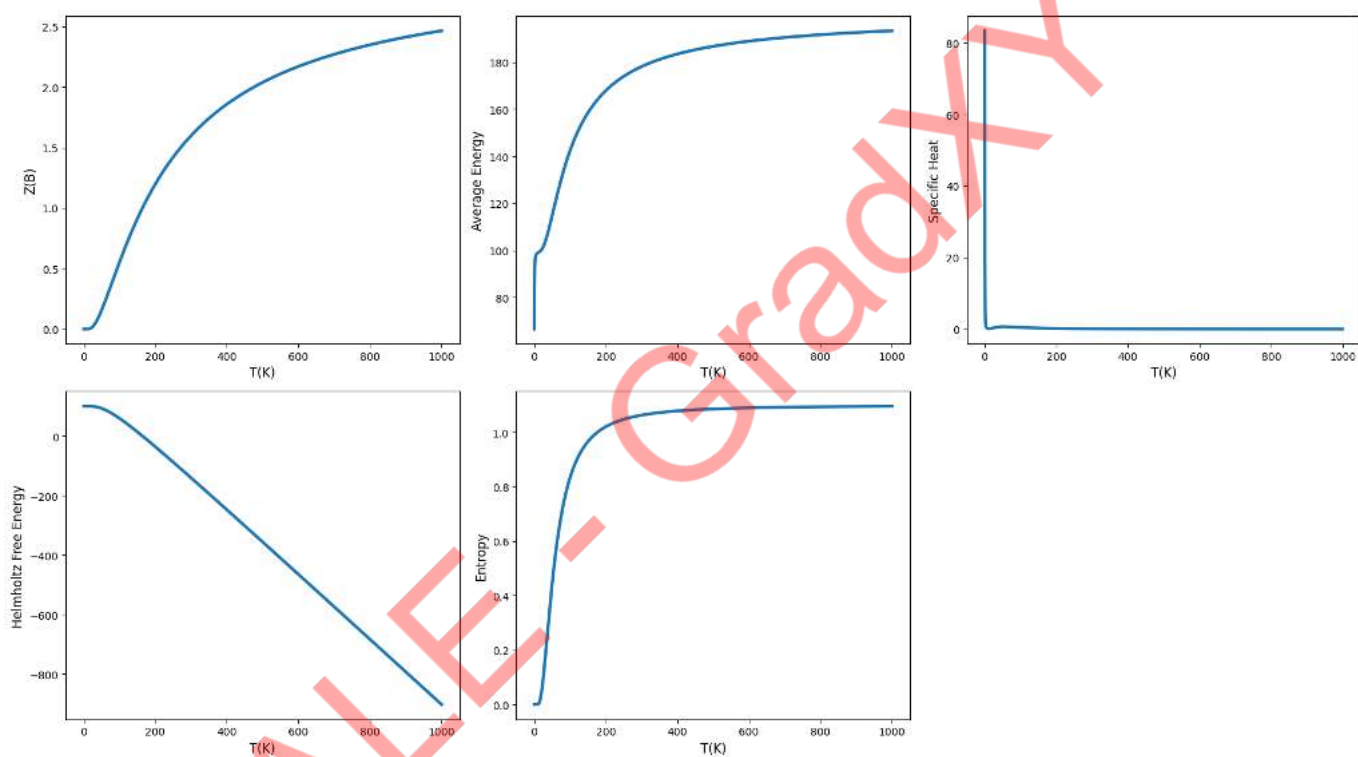 2.5
2.0
1.5
1.0
0.5
0.0
Z(B)
0 200 400 600 800 1000
T(K)
180
160
140
120
100
80
Average Energy
0 200 400 600 800 1000
T(K)
80
60
40
20
0
Specific Heat
0 200 400 600 800 1000
T(K)
0
−200
−400
−600
−800
Helmholtz Free Energy
0 200 400 600 800 1000
T(K)
1.0
0.8
0.6
0.4
0.2
0.0
Entropy
0 200 400 600 800 1000
T(K)
ALE - GradXY